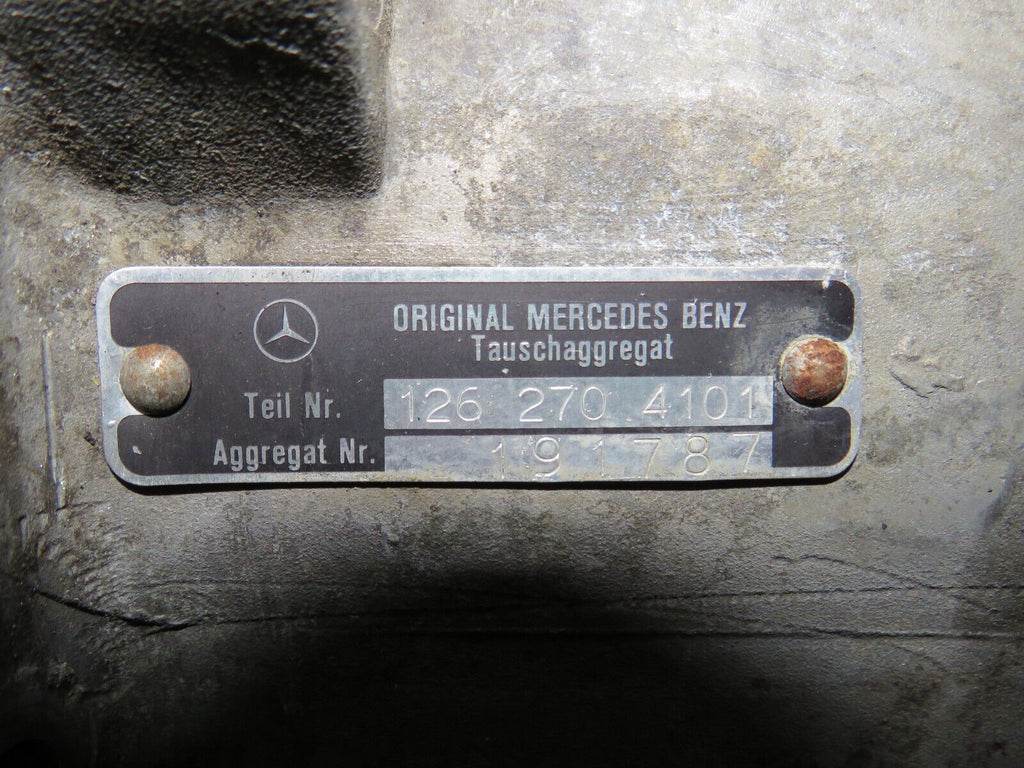 ORIGINAL MERCEDES BENZ
Tauschaggregat
Teil Nr. 126 270 4101
Aggregat Nr. 191787